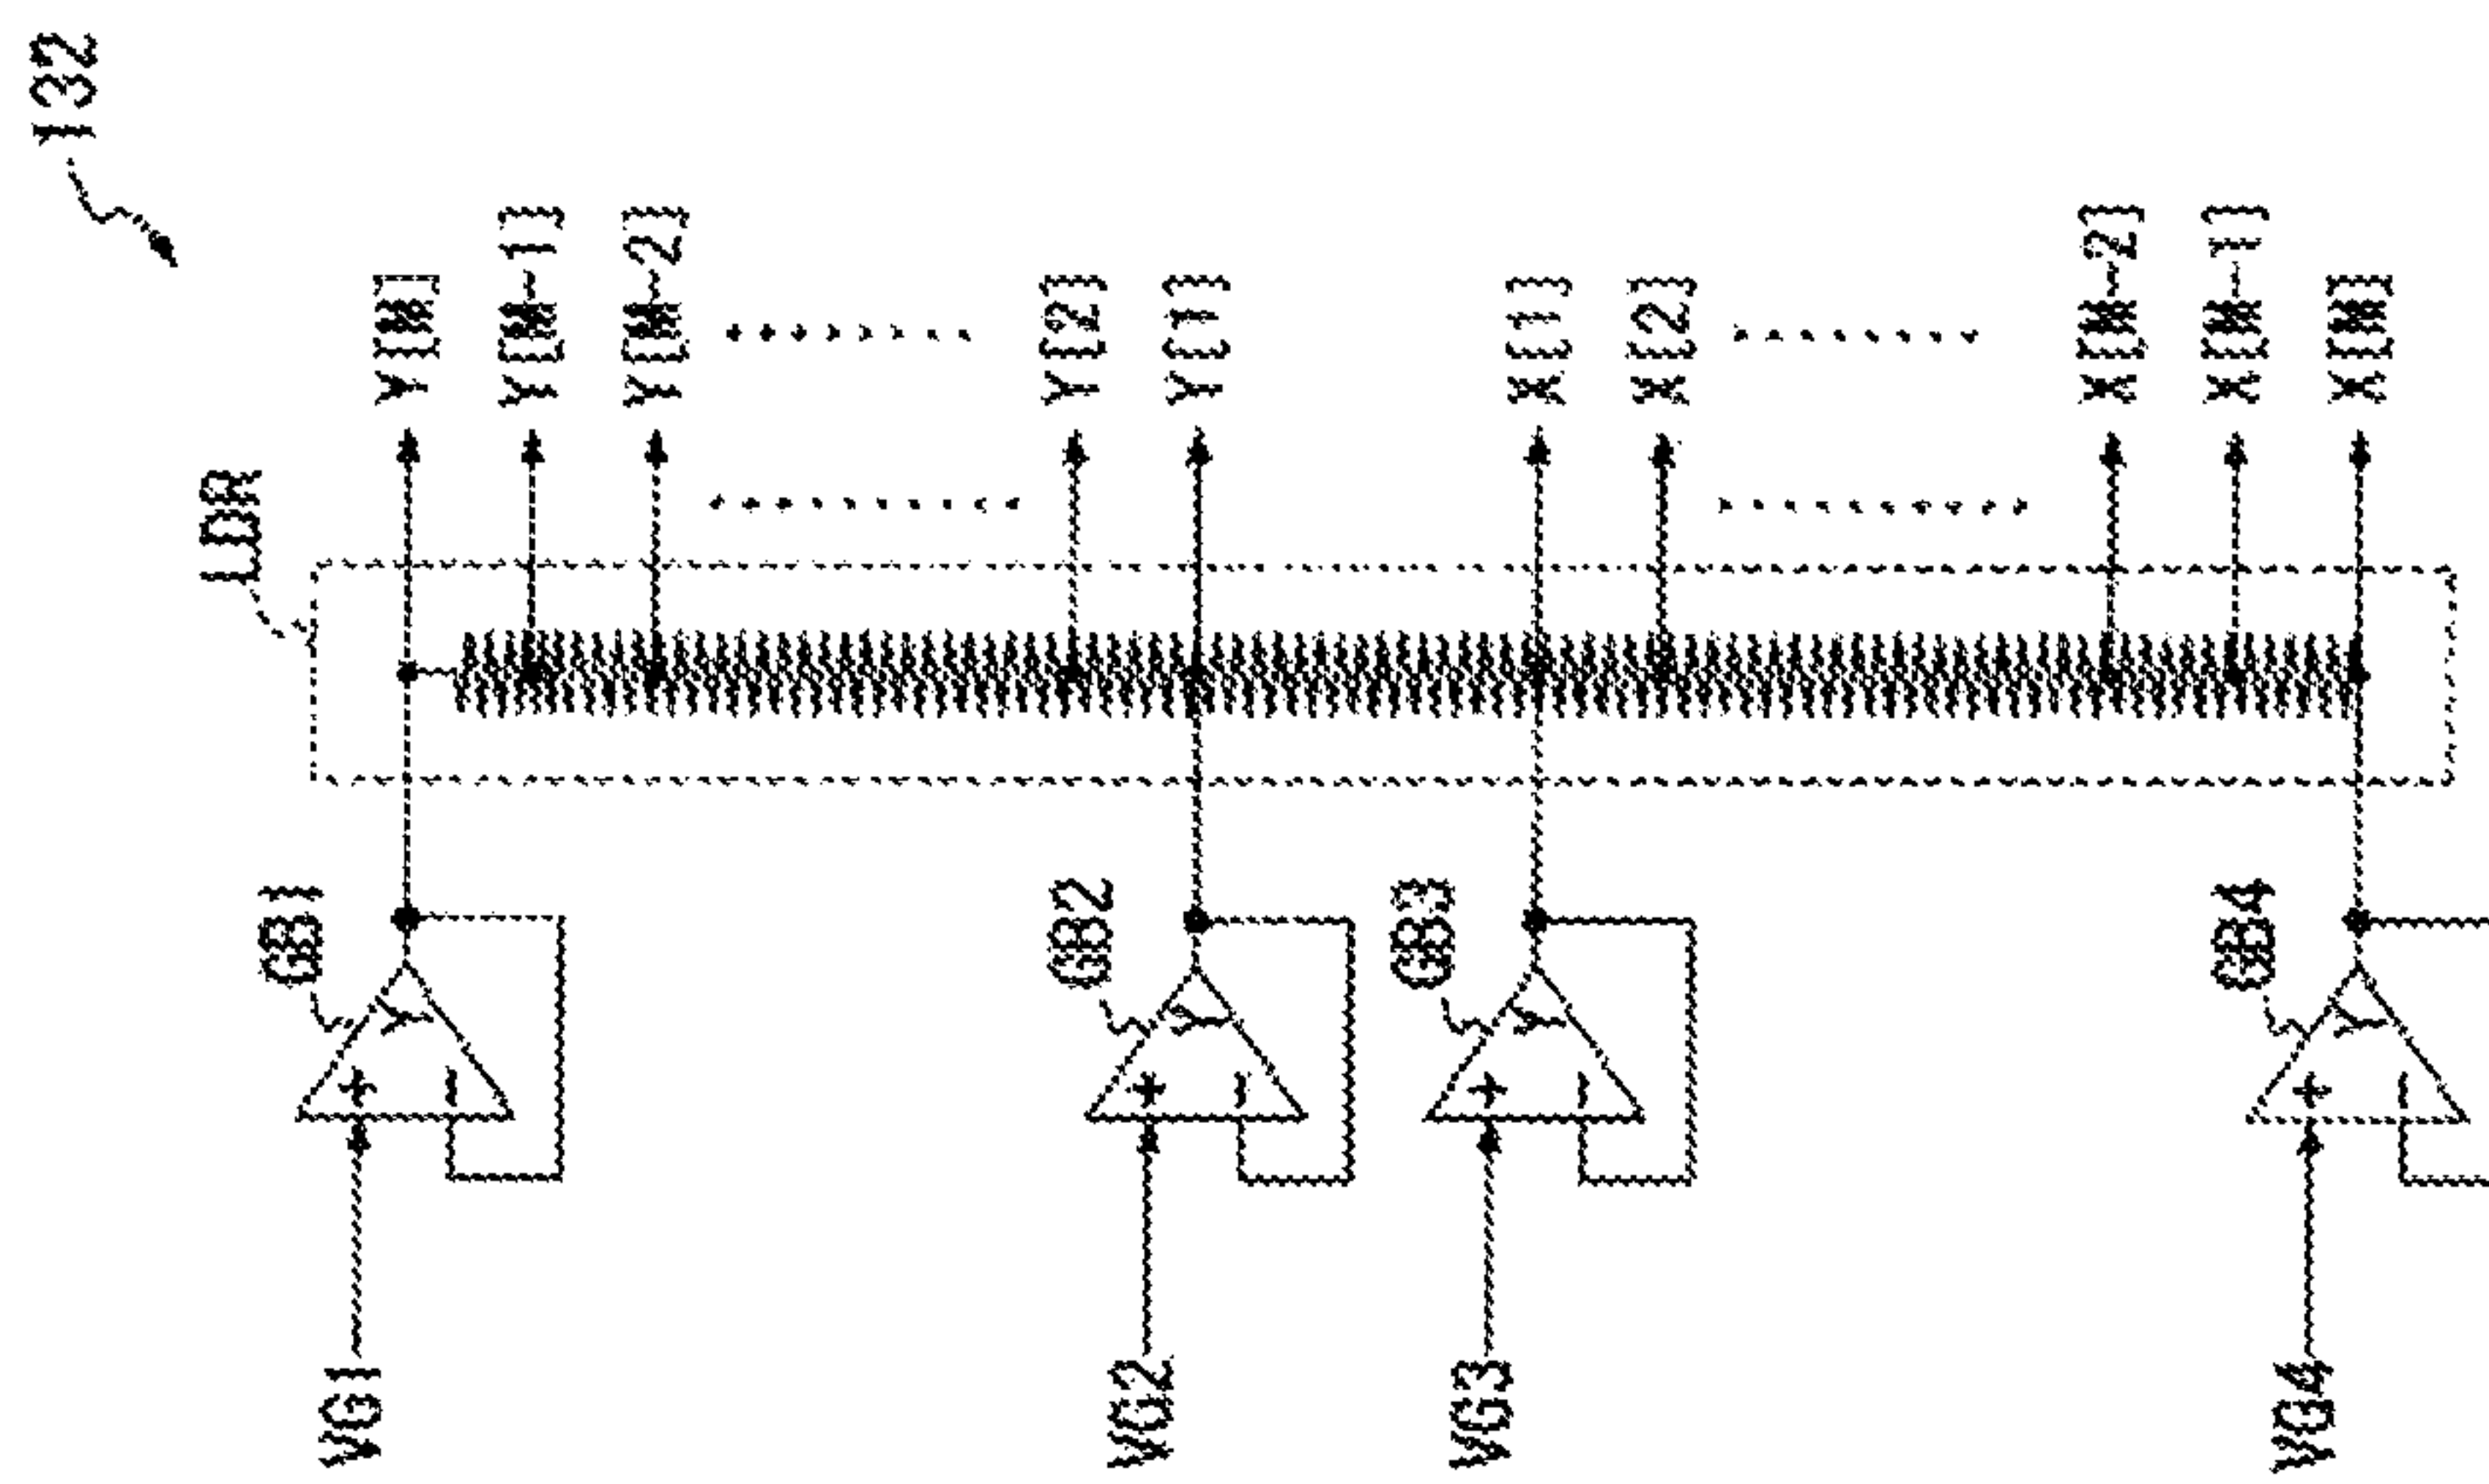 132
LDR
Y[M]
Y[M-1]
Y[M-2]
Y[2]
Y[1]
X[1]
X[2]
X[M-2]
X[M-1]
X[M]
GB1
+
-
Y
GB2
+
-
Y
GB3
+
-
Y
GB4
+
-
Y
VG1
VG2
VG3
VG4